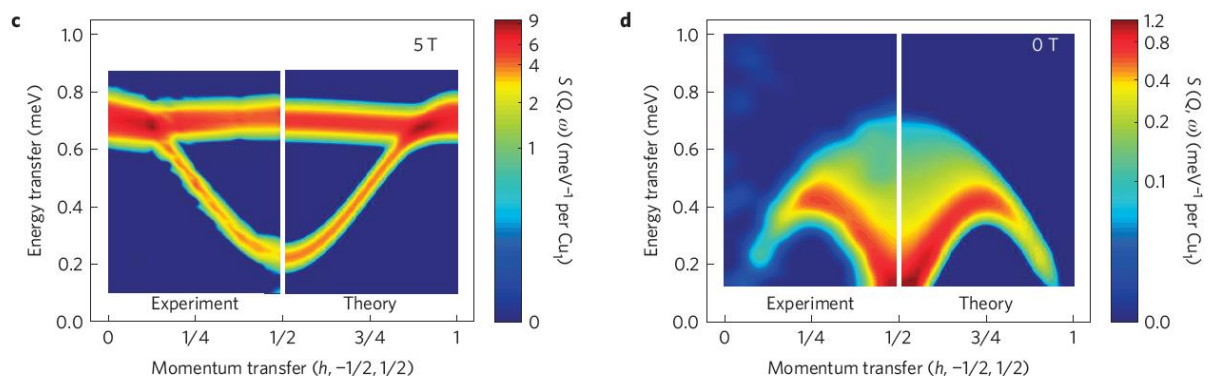 c
5 T
1.0
0.8
0.6
0.4
0.2
0.0
Energy transfer (meV)
Experiment
Theory
0
1/4
1/2
3/4
1
Momentum transfer (h, −1/2, 1/2)
9
6
4
2
1
0
S (Q, ω) (meV⁻¹ per Cu₁)
d
0 T
1.0
0.8
0.6
0.4
0.2
0.0
Energy transfer (meV)
Experiment
Theory
0
1/4
1/2
3/4
1
Momentum transfer (h, −1/2, 1/2)
1.2
0.8
0.4
0.2
0.1
0.0
S (Q, ω) (meV⁻¹ per Cu₁)